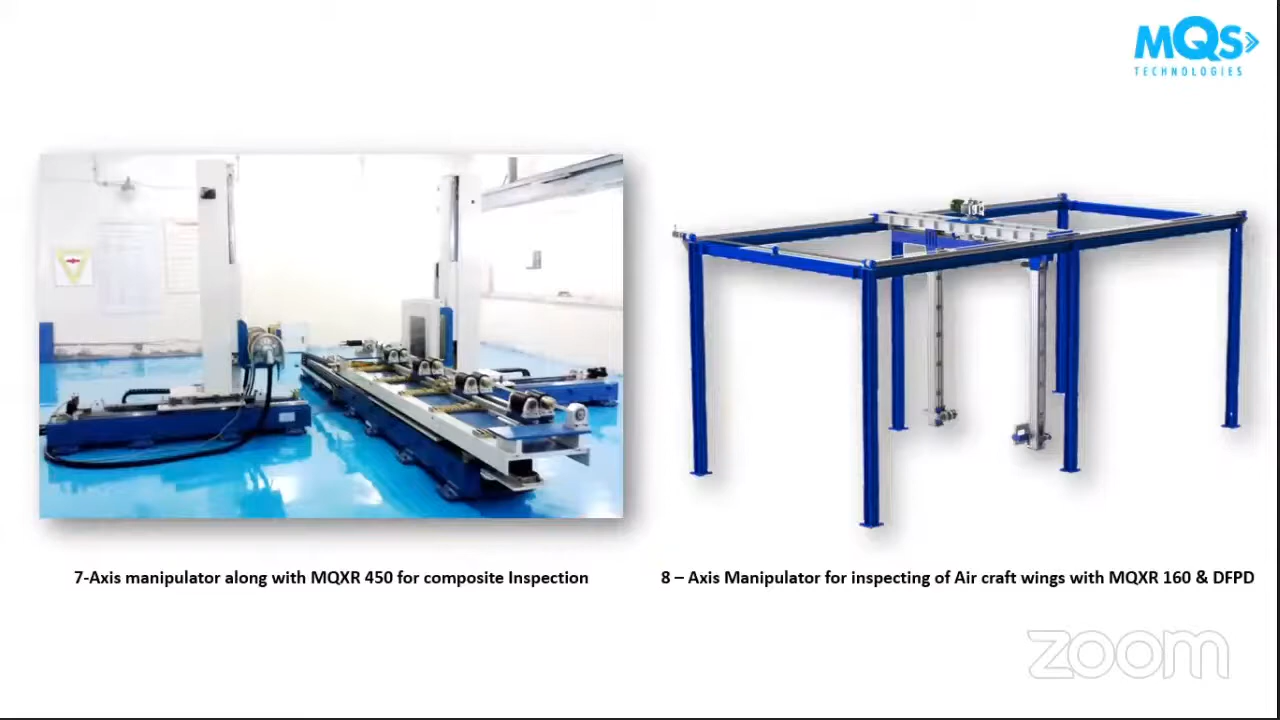 MQS
TECHNOLOGIES
7-Axis manipulator along with MQXR 450 for composite Inspection
8 – Axis Manipulator for inspecting of Air craft wings with MQXR 160 & DFPD
zoom